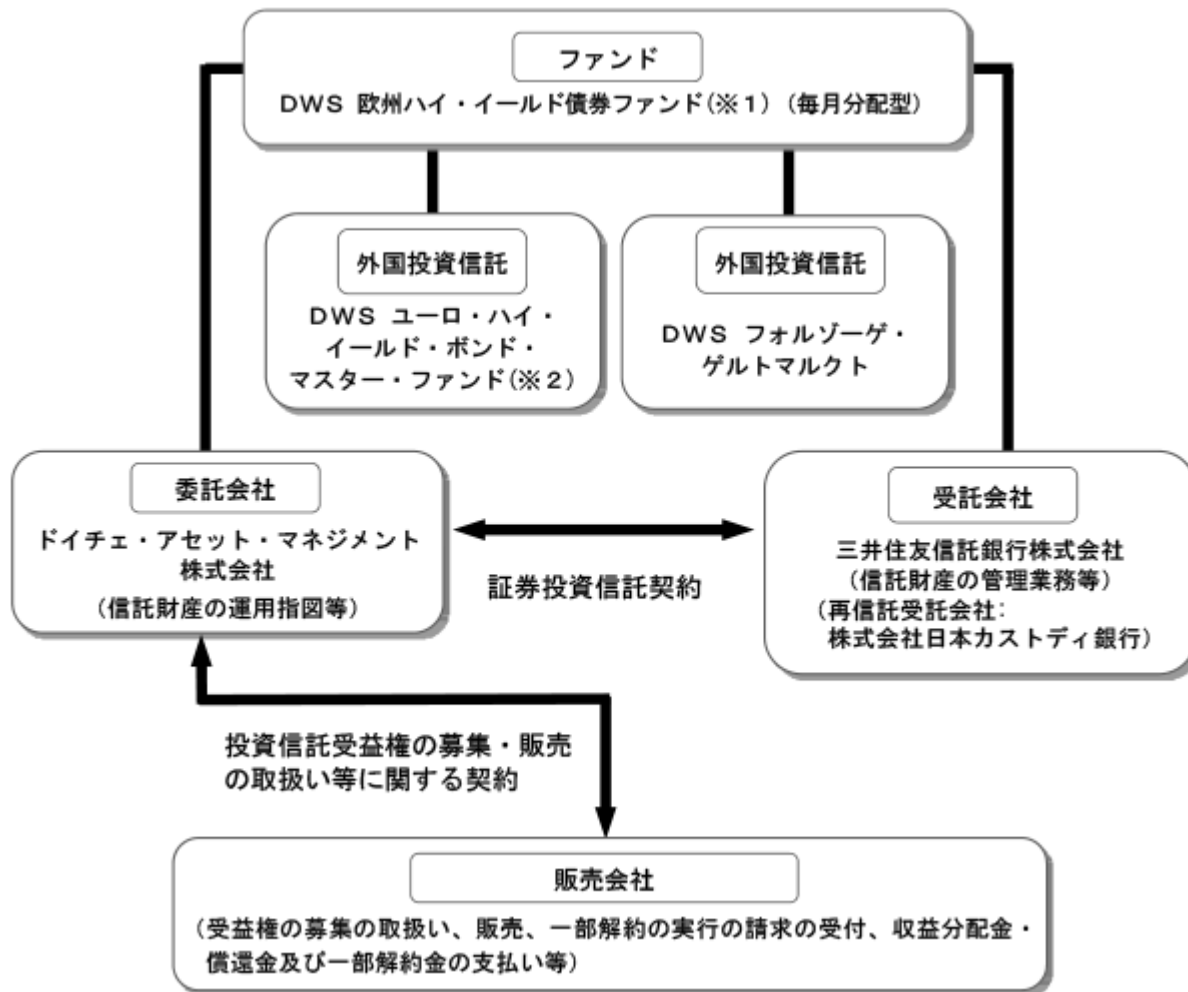 ファンド
DWS 欧州ハイ・イールド債券ファンド(※1)（毎月分配型）
外国投資信託
DWS ユーロ・ハイ・
イールド・ボンド・
マスター・ファンド(※2)
外国投資信託
DWS フォルゾーゲ・
ゲルトマルクト
委託会社
ドイチェ・アセット・マネジメント
株式会社
（信託財産の運用指図等）
証券投資信託契約
受託会社
三井住友信託銀行株式会社
（信託財産の管理業務等）
（再信託受託会社：
株式会社日本カストディ銀行）
投資信託受益権の募集・販売
の取扱い等に関する契約
販売会社
（受益権の募集の取扱い、販売、一部解約の実行の請求の受付、収益分配金・
償還金及び一部解約金の支払い等）